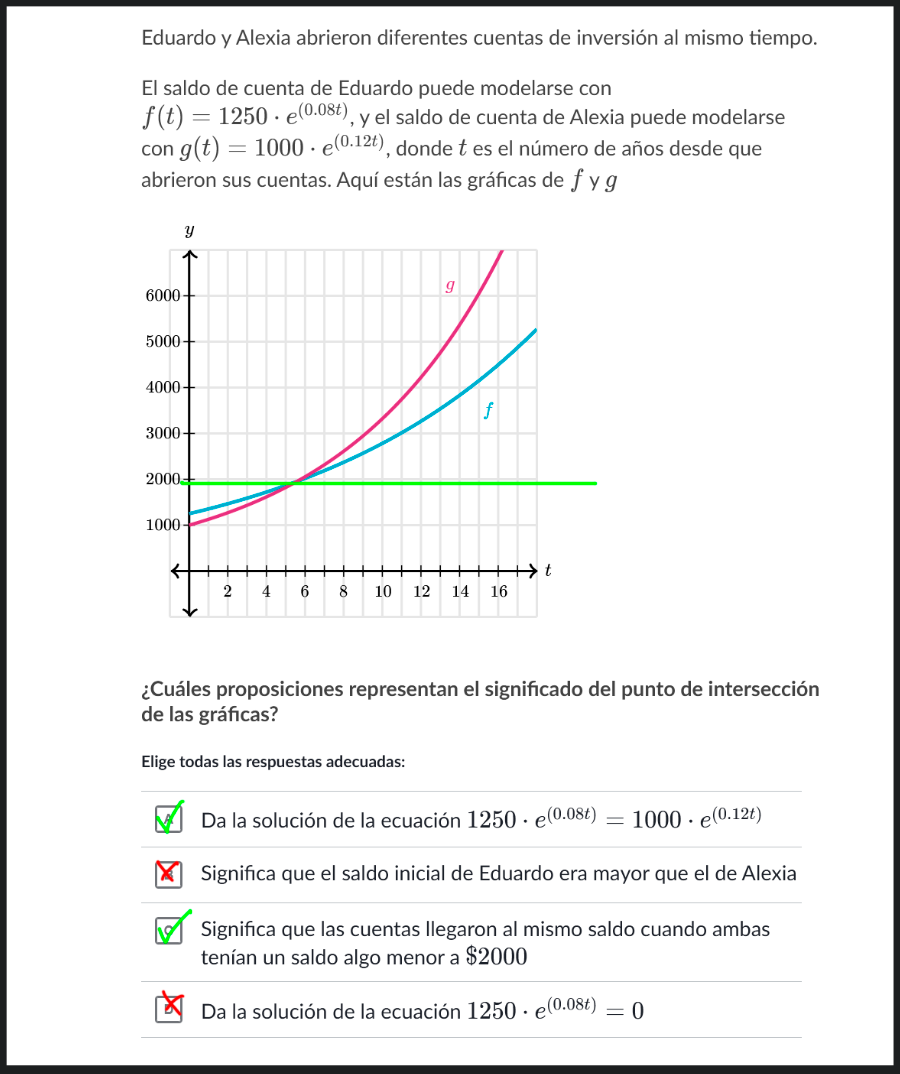 Eduardo y Alexia abrieron diferentes cuentas de inversión al mismo tiempo.
El saldo de cuenta de Eduardo puede modelarse con
f(t) = 1250 · e^(0.08t), y el saldo de cuenta de Alexia puede modelarse
con g(t) = 1000 · e^(0.12t), donde t es el número de años desde que
abrieron sus cuentas. Aquí están las gráficas de f y g
y
6000
g
5000
4000
f
3000
2000
1000
t
2 4 6 8 10 12 14 16
¿Cuáles proposiciones representan el significado del punto de intersección
de las gráficas?
Elige todas las respuestas adecuadas:
A Da la solución de la ecuación 1250 · e^(0.08t) = 1000 · e^(0.12t)
Significa que el saldo inicial de Eduardo era mayor que el de Alexia
C Significa que las cuentas llegaron al mismo saldo cuando ambas
tenían un saldo algo menor a $2000
D Da la solución de la ecuación 1250 · e^(0.08t) = 0